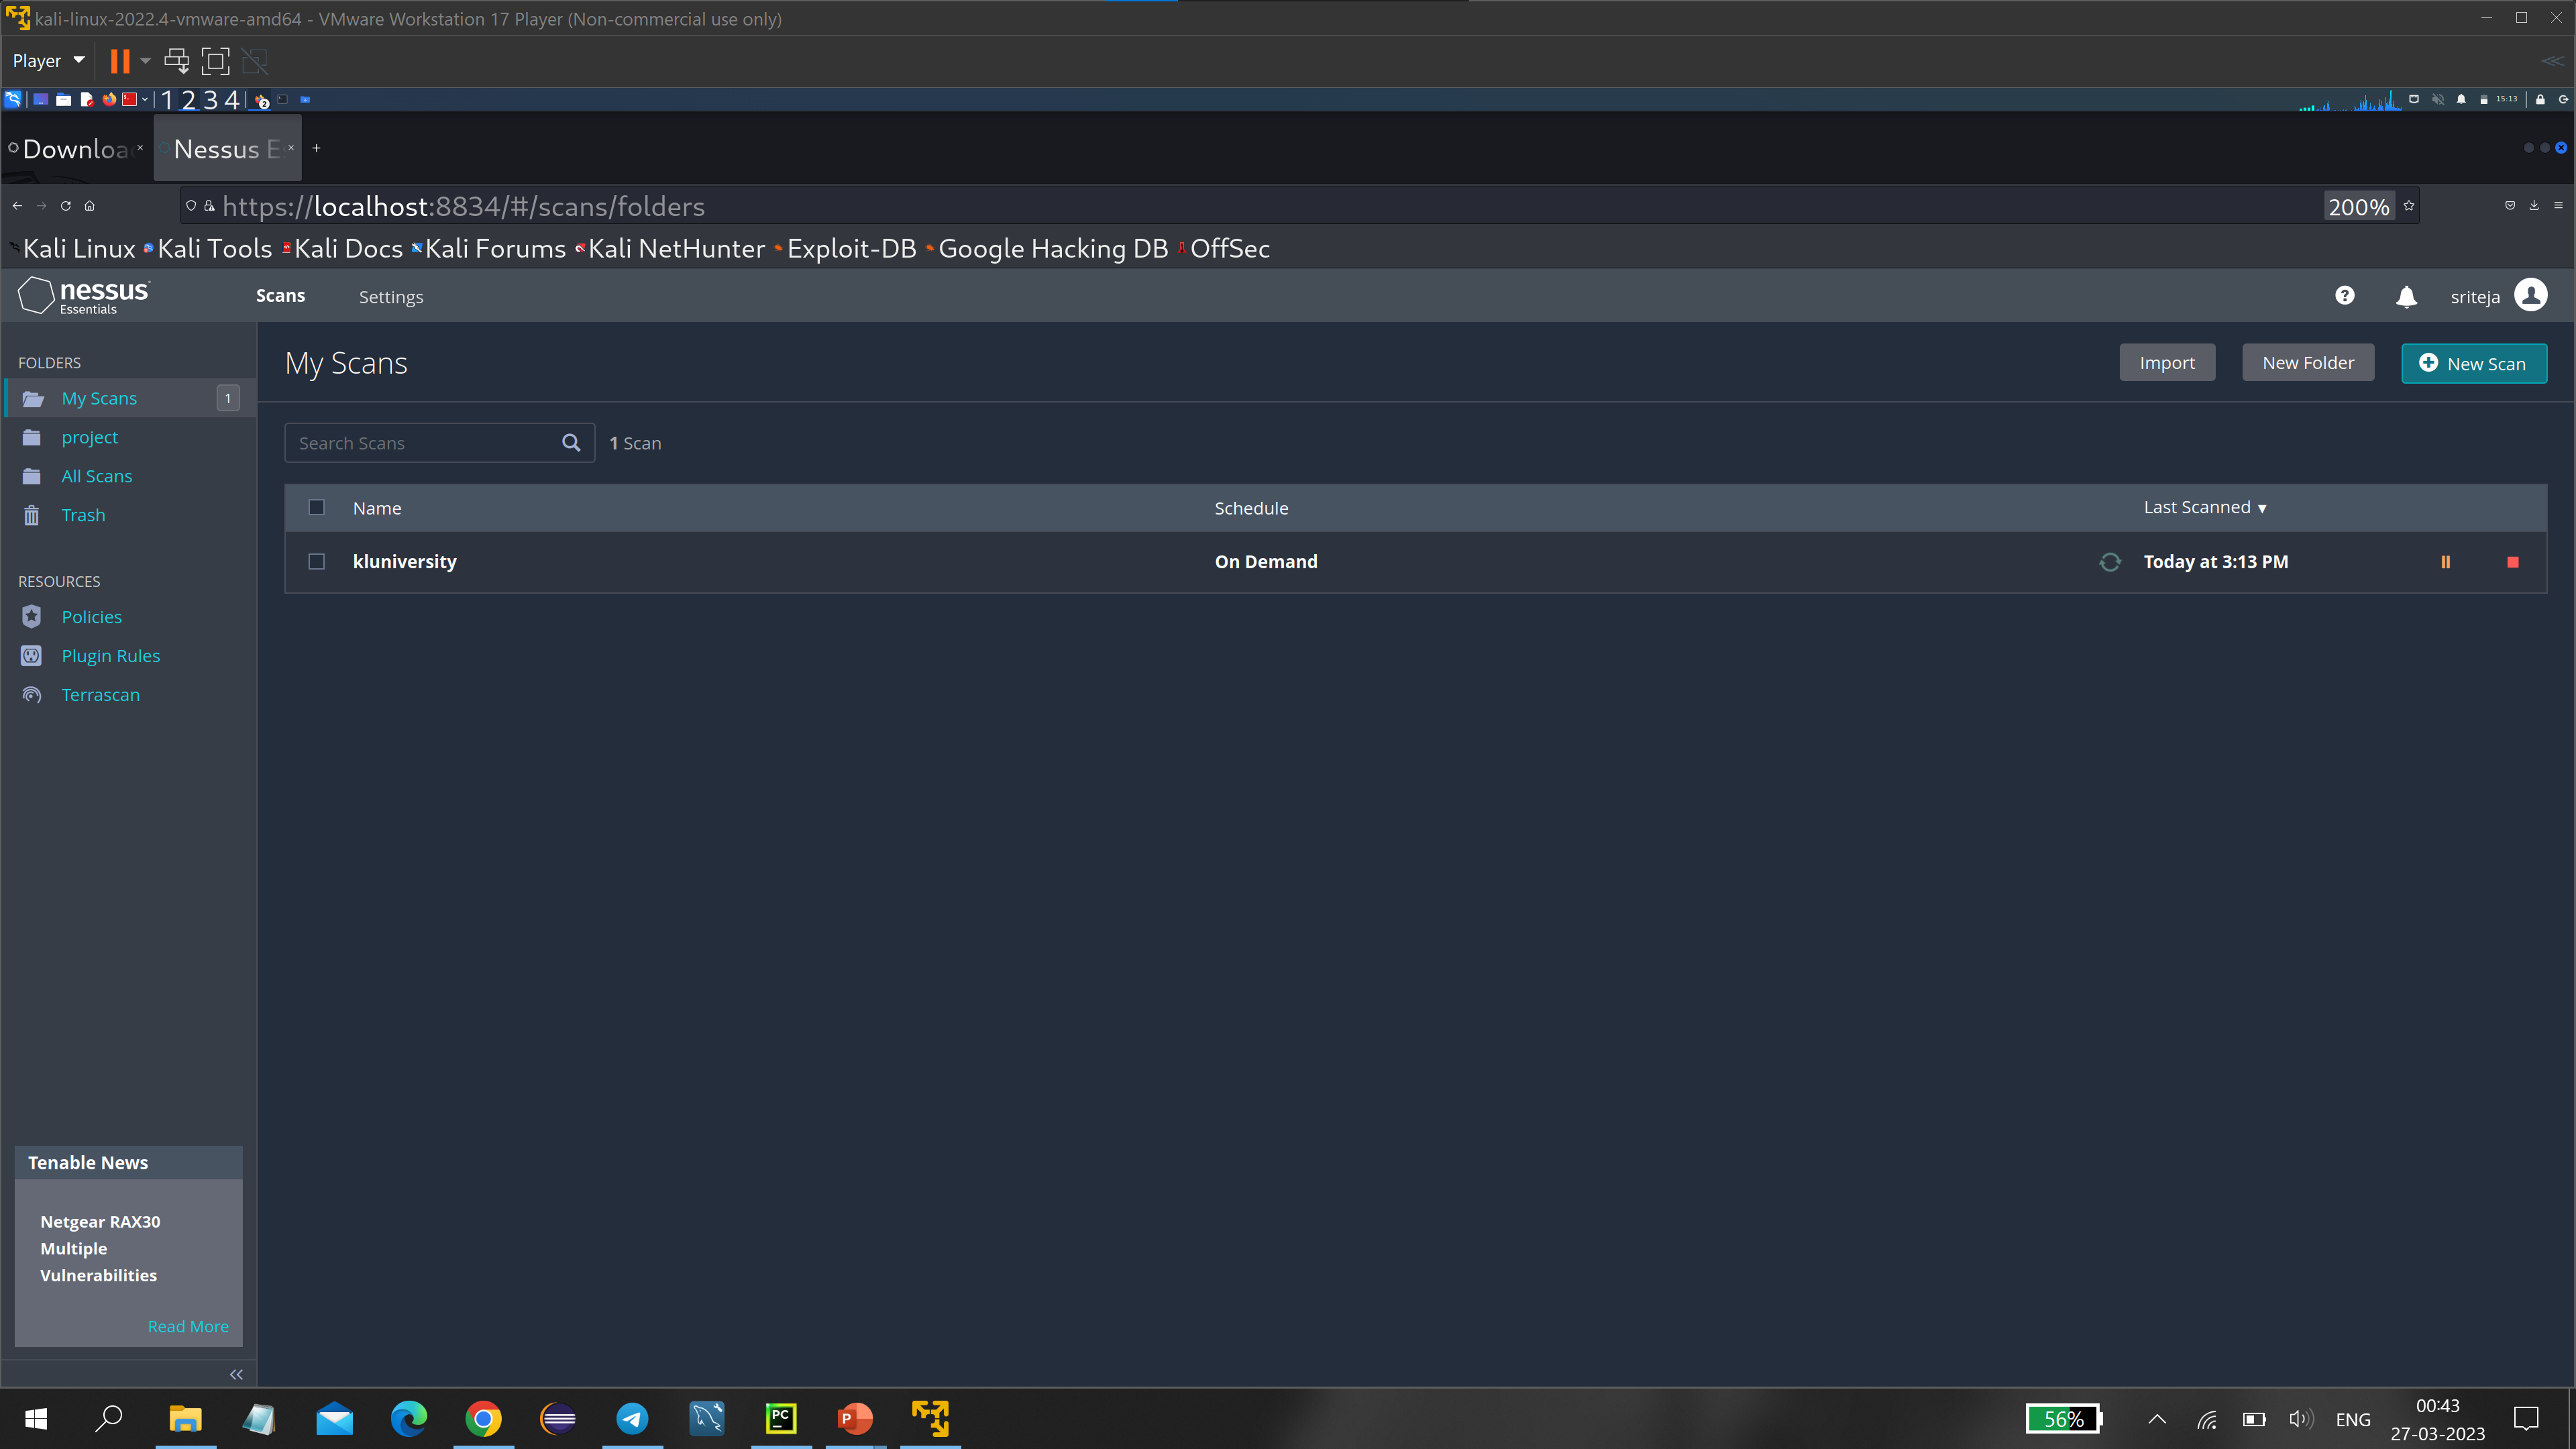 kali-linux-2022.4-vmware-amd64 - VMware Workstation 17 Player (Non-commercial use only)
Player
1 2 3 4 2 15:13
Downloa Nessus E
https://localhost:8834/#/scans/folders 200%
Kali Linux Kali Tools Kali Docs Kali Forums Kali NetHunter Exploit-DB Google Hacking DB OffSec
nessus Essentials Scans Settings sriteja
FOLDERS
My Scans 1
project
All Scans
Trash
RESOURCES
Policies
Plugin Rules
Terrascan
Tenable News
Netgear RAX30
Multiple
Vulnerabilities
Read More
My Scans Import New Folder New Scan
Search Scans 1 Scan
Name Schedule Last Scanned
kluniversity On Demand Today at 3:13 PM
PC P 56% ENG 00:43
27-03-2023